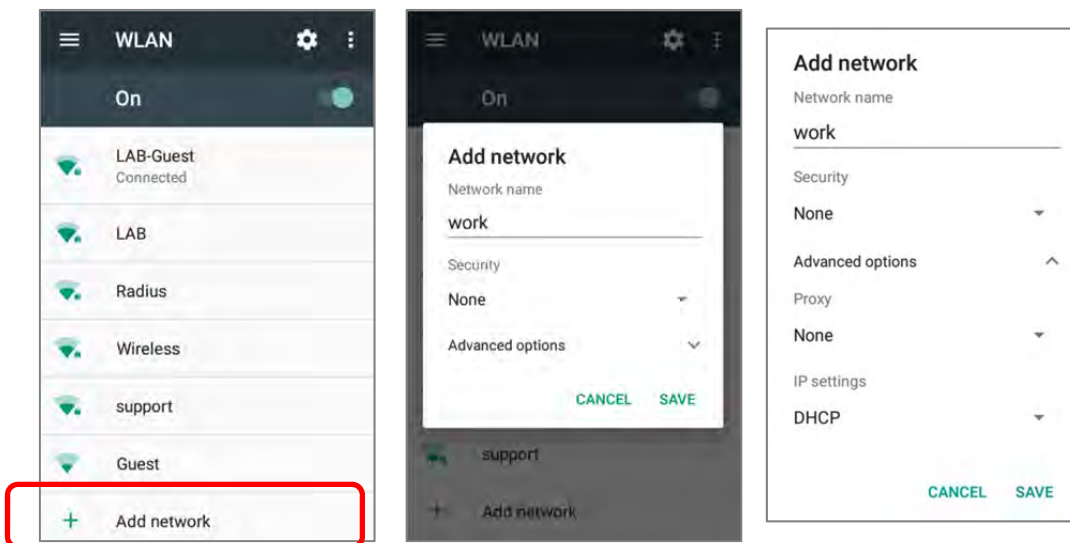 WLAN
On
LAB-Guest
Connected
LAB
Radius
Wireless
support
Guest
Add network
WLAN
On
Add network
Network name
work
Security
None
Advanced options
CANCEL SAVE
support
Add network
Add network
Network name
work
Security
None
Advanced options
Proxy
None
IP settings
DHCP
CANCEL SAVE